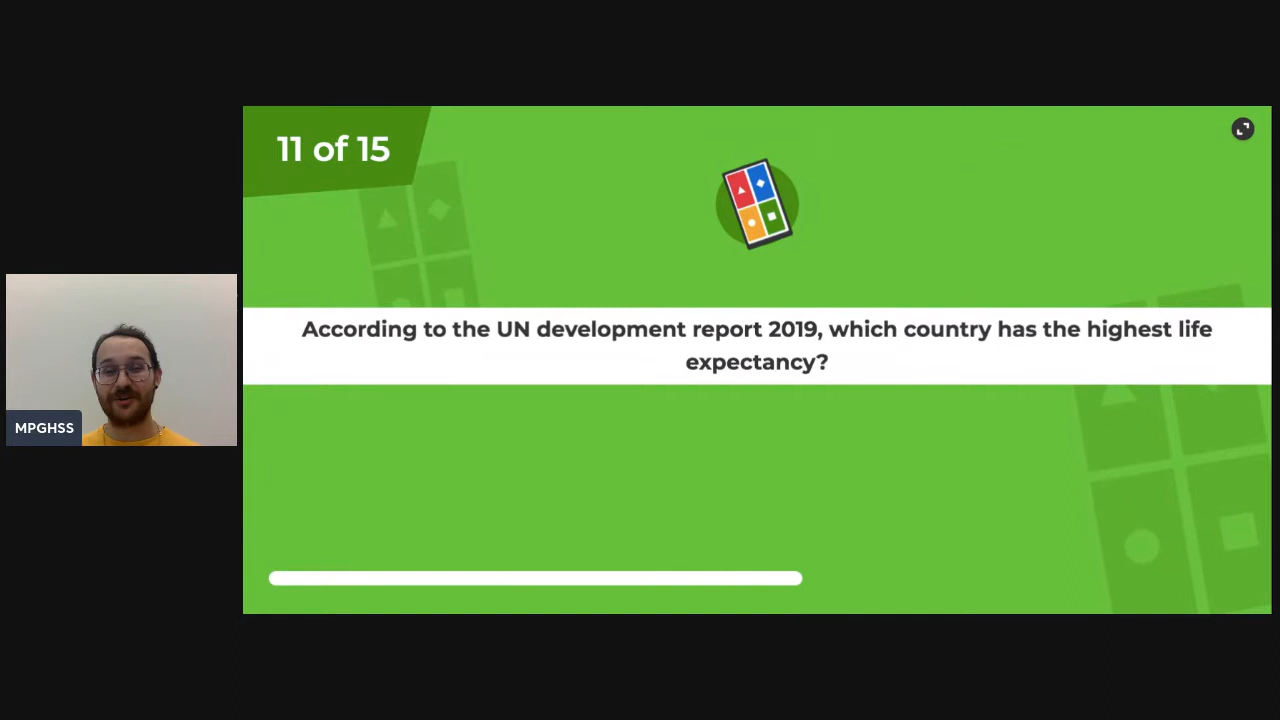 11 of 15
According to the UN development report 2019, which country has the highest life
expectancy?
MPGHSS